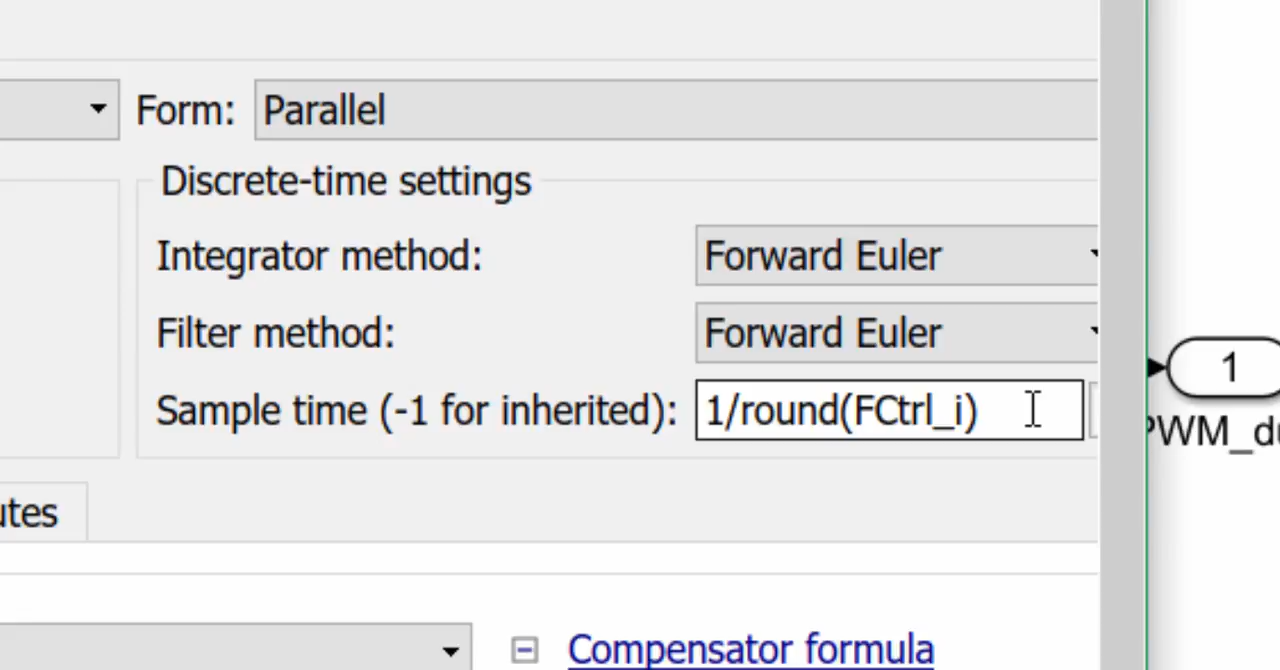 Form: Parallel
Discrete-time settings
Integrator method: Forward Euler
Filter method: Forward Euler
1
Sample time (-1 for inherited): 1/round(FCtrl_i)
Compensator formula